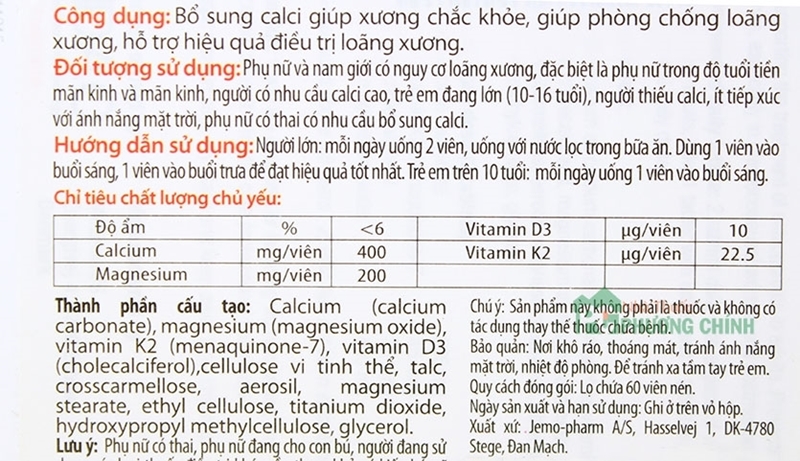 Công dụng: Bổ sung calci giúp xương chắc khỏe, giúp phòng chống loãng
xương, hỗ trợ hiệu quả điều trị loãng xương.
Đối tượng sử dụng: Phụ nữ và nam giới có nguy cơ loãng xương, đặc biệt là phụ nữ trong độ tuổi tiền
mãn kinh và mãn kinh, người có nhu cầu calci cao, trẻ em đang lớn (10-16 tuổi), người thiếu calci, ít tiếp xúc
với ánh nắng mặt trời, phụ nữ có thai có nhu cầu bổ sung calci.
Hướng dẫn sử dụng: Người lớn: mỗi ngày uống 2 viên, uống với nước lọc trong bữa ăn. Dùng 1 viên vào
buổi sáng, 1 viên vào buổi trưa để đạt hiệu quả tốt nhất. Trẻ em trên 10 tuổi: mỗi ngày uống 1 viên vào buổi sáng.
Chỉ tiêu chất lượng chủ yếu:
Độ ẩm % <6 Vitamin D3 µg/viên 10
Calcium mg/viên 400 Vitamin K2 µg/viên 22.5
Magnesium mg/viên 200
Thành phần cấu tạo: Calcium (calcium
carbonate), magnesium (magnesium oxide),
vitamin K2 (menaquinone-7), vitamin D3
(cholecalciferol),cellulose vi tinh thể, talc,
crosscarmellose, aerosil, magnesium
stearate, ethyl cellulose, titanium dioxide,
hydroxypropyl methylcellulose, glycerol.
Lưu ý: Phụ nữ có thai, phụ nữ đang cho con bú, người đang sử
Chú ý: Sản phẩm này không phải là thuốc và không có
tác dụng thay thế thuốc chữa bệnh.
Bảo quản: Nơi khô ráo, thoáng mát, tránh ánh nắng
mặt trời, nhiệt độ phòng. Để tránh xa tầm tay trẻ em.
Quy cách đóng gói: Lọ chứa 60 viên nén.
Ngày sản xuất và hạn sử dụng: Ghi ở trên vỏ hộp.
Xuất xứ: Jemo-pharm A/S, Hasselvej 1, DK-4780
Stege, Đan Mạch.
PHƯƠNG CHÍNH